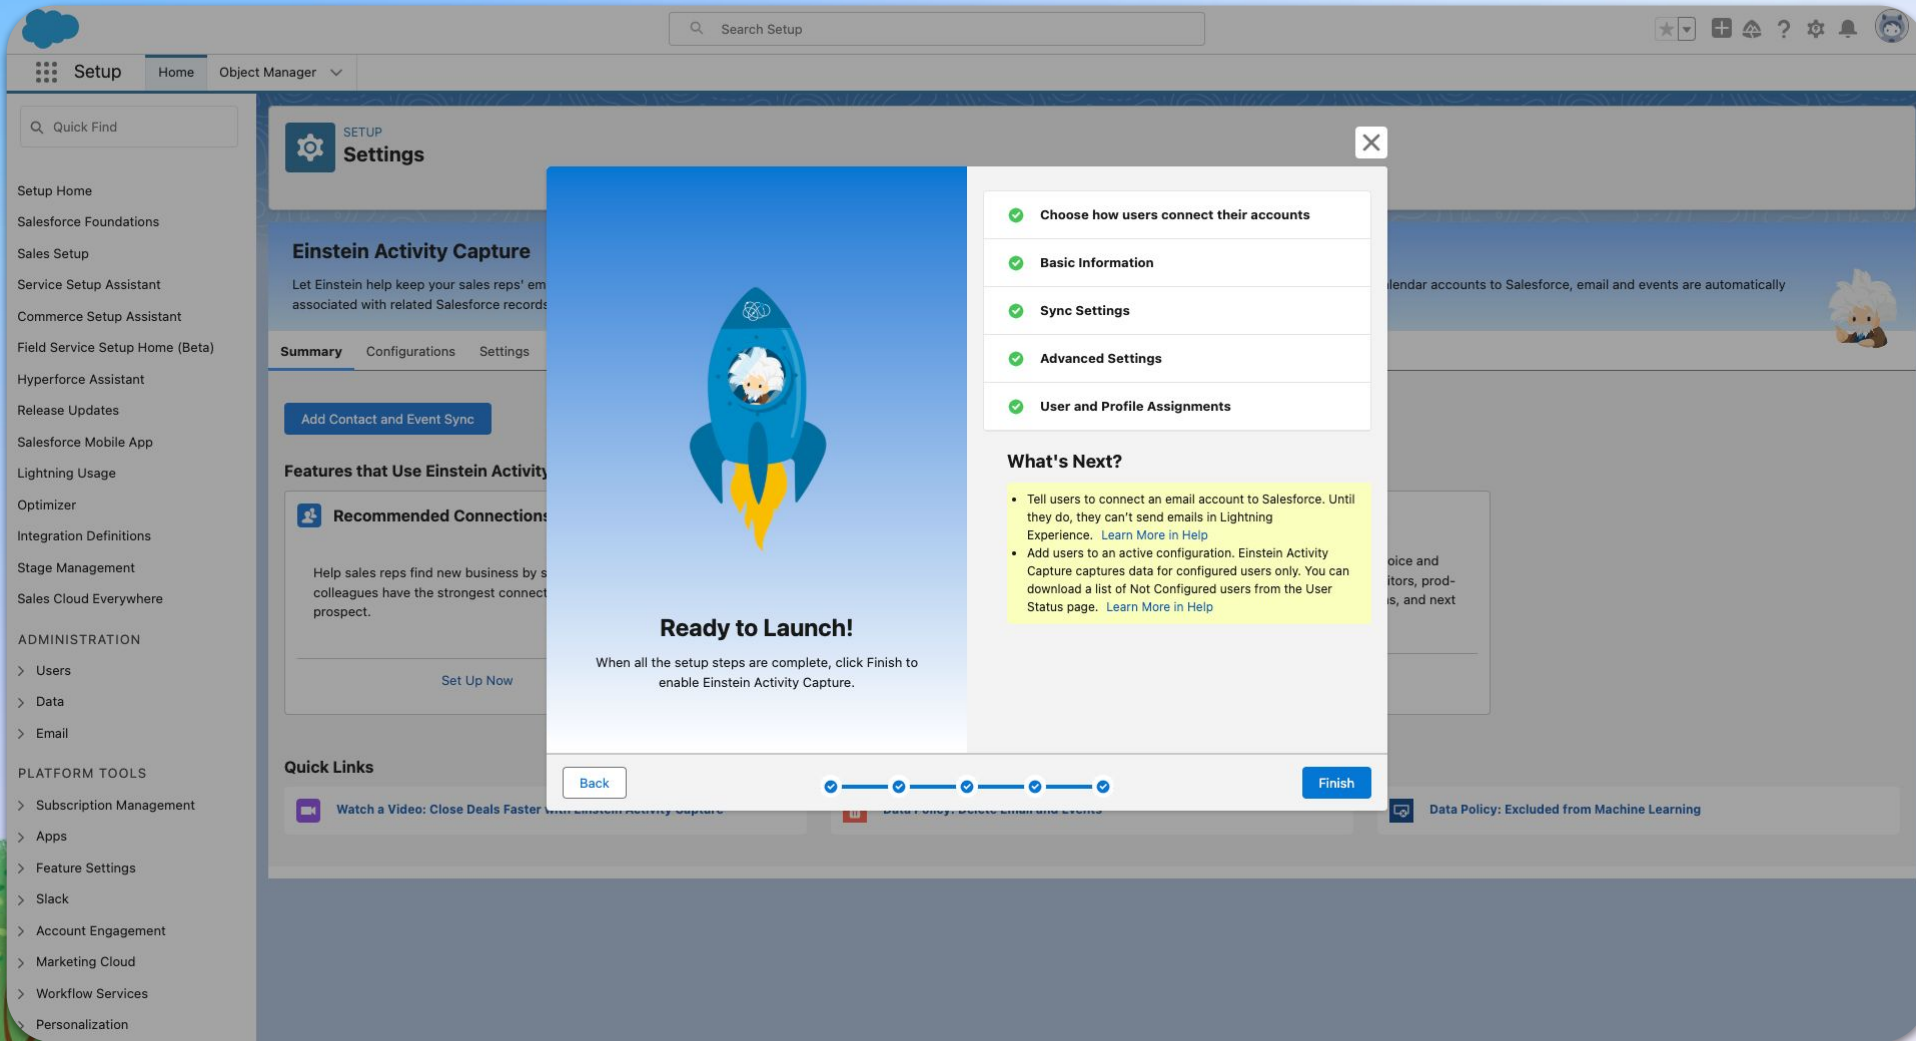 Search Setup
Setup
Home
Object Manager
Quick Find
Setup Home
Salesforce Foundations
Sales Setup
Service Setup Assistant
Commerce Setup Assistant
Field Service Setup Home (Beta)
Hyperforce Assistant
Release Updates
Salesforce Mobile App
Lightning Usage
Optimizer
Integration Definitions
Stage Management
Sales Cloud Everywhere
ADMINISTRATION
Users
Data
Email
PLATFORM TOOLS
Subscription Management
Apps
Feature Settings
Slack
Account Engagement
Marketing Cloud
Workflow Services
Personalization
SETUP
Settings
Einstein Activity Capture
Let Einstein help keep your sales reps' em
associated with related Salesforce records
lendar accounts to Salesforce, email and events are automatically
Summary
Configurations
Settings
Add Contact and Event Sync
Features that Use Einstein Activity
Recommended Connections
Help sales reps find new business by s
colleagues have the strongest connect
prospect.
Set Up Now
oice and
itors, prod-
s, and next
Quick Links
Watch a Video: Close Deals Faster with Einstein Activity Capture
Data Policy: Delete Email and Events
Data Policy: Excluded from Machine Learning
Ready to Launch!
When all the setup steps are complete, click Finish to
enable Einstein Activity Capture.
Choose how users connect their accounts
Basic Information
Sync Settings
Advanced Settings
User and Profile Assignments
What's Next?
• Tell users to connect an email account to Salesforce. Until
they do, they can't send emails in Lightning
Experience. Learn More in Help
• Add users to an active configuration. Einstein Activity
Capture captures data for configured users only. You can
download a list of Not Configured users from the User
Status page. Learn More in Help
Back
Finish